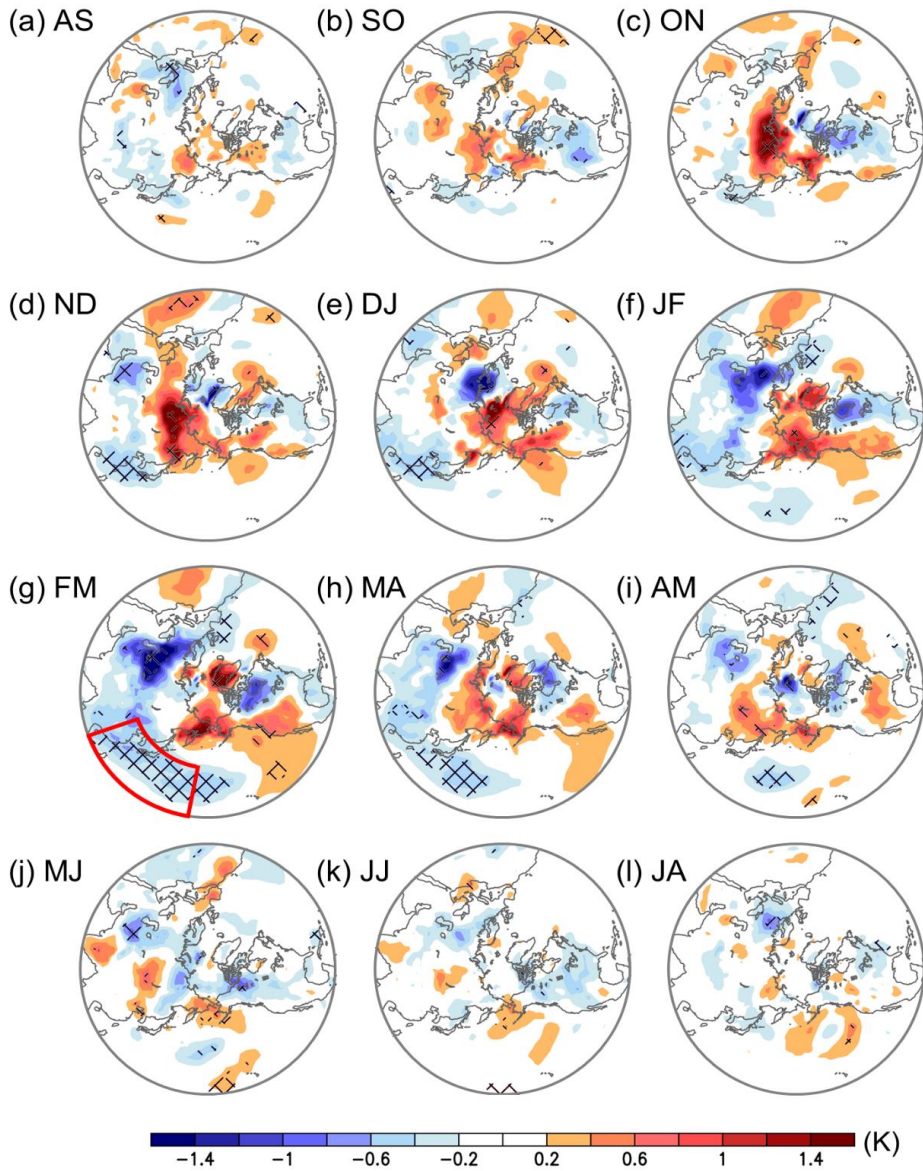 (a) AS (b) SO (c) ON
(d) ND (e) DJ (f) JF
(g) FM (h) MA (i) AM
(j) MJ (k) JJ (l) JA
−1.4 −1 −0.6 −0.2 0.2 0.6 1 1.4 (K)